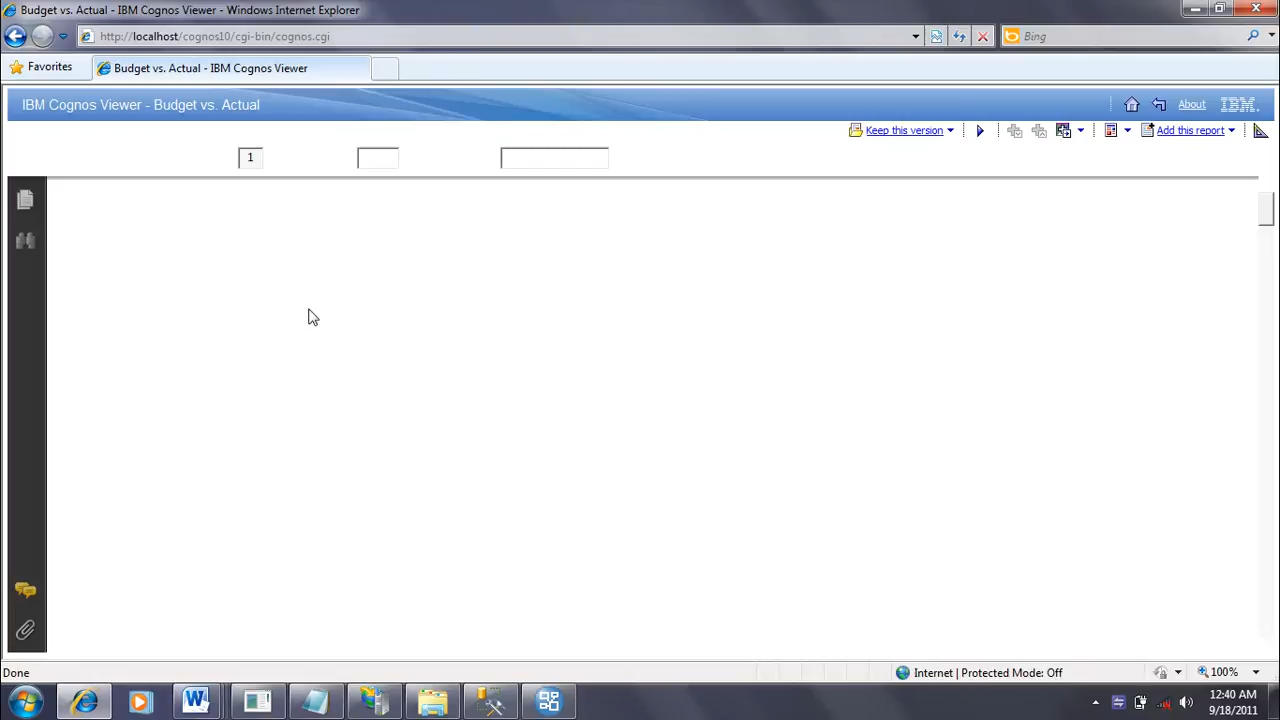 Budget vs. Actual - IBM Cognos Viewer - Windows Internet Explorer
http://localhost/cognos10/cgi-bin/cognos.cgi
Bing
Favorites
Budget vs. Actual - IBM Cognos Viewer
IBM Cognos Viewer - Budget vs. Actual
About
IBM.
Keep this version
Add this report
1
Done
Internet | Protected Mode: Off
100%
12:40 AM
9/18/2011